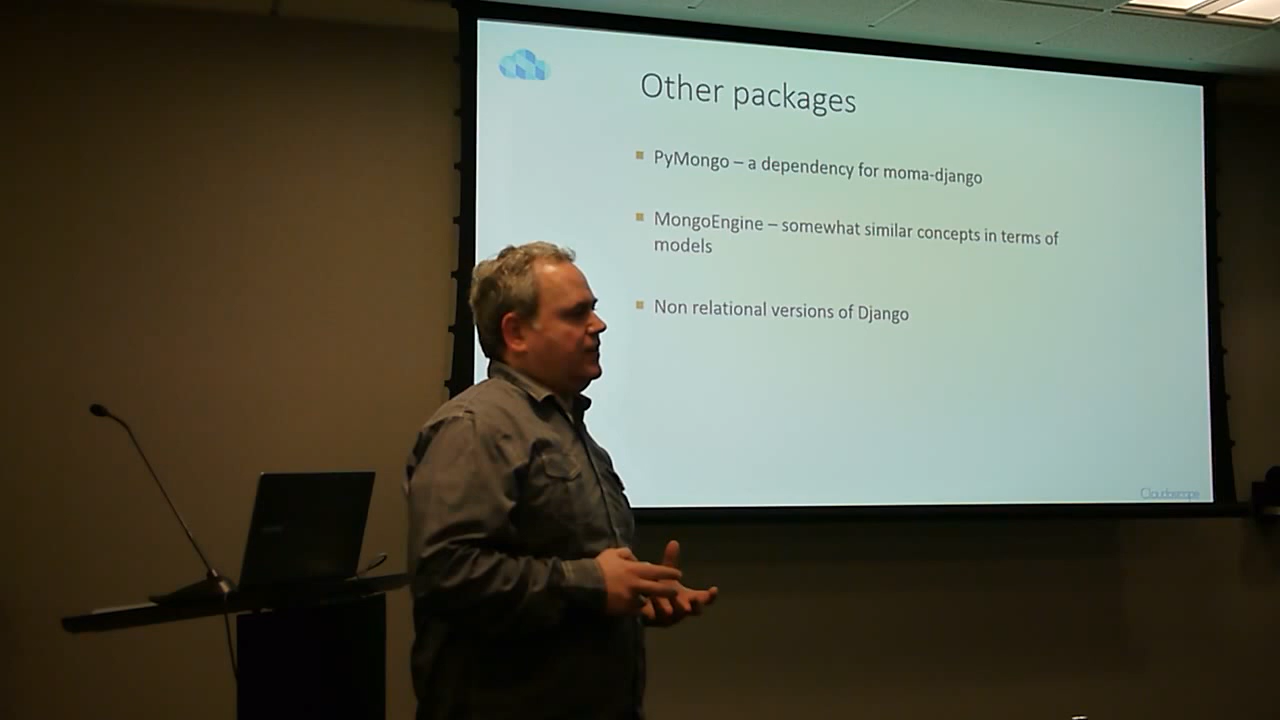 Other packages
PyMongo – a dependency for moma-django
MongoEngine – somewhat similar concepts in terms of
models
Non relational versions of Django
Cloudoscope